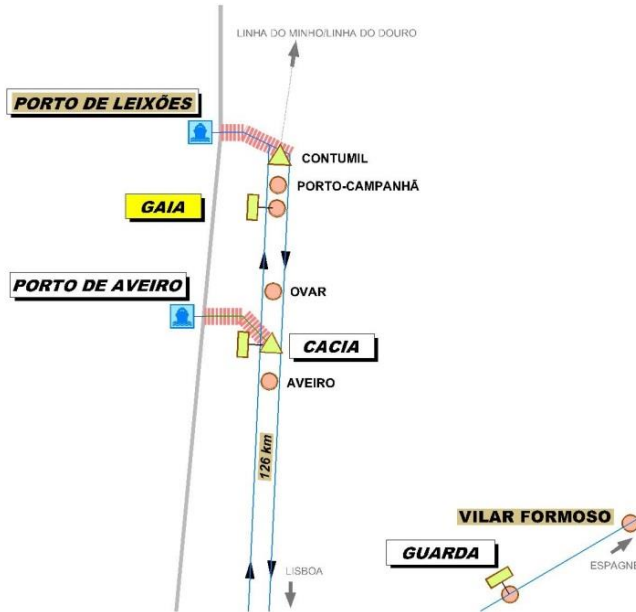 LINHA DO MINHO/LINHA DO DOURO
PORTO DE LEIXÕES
CONTUMIL
PORTO-CAMPANHÃ
GAIA
PORTO DE AVEIRO
OVAR
CACIA
AVEIRO
126 km
VILAR FORMOSO
GUARDA
ESPAGNE
LISBOA